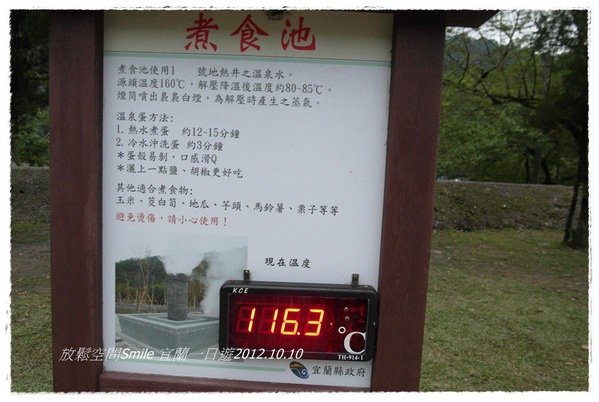 煮食池
煮食池使用1 號地熱井之溫泉水。
源頭溫度160℃，解壓降溫後溫度約80~85℃。
煙筒噴出裊裊白煙，為解壓時產生之蒸氣。
溫泉蛋方法：
1. 熱水煮蛋 約12~15分鐘
2. 冷水沖洗蛋 約3分鐘
＊蛋殼易剝，口感滑Q
＊灑上一點鹽、胡椒更好吃
其他適合煮食物：
玉米、筊白筍、地瓜、芋頭、馬鈴薯、栗子等等
避免燙傷，請小心使用！
現在溫度
KCE
116.3 °C
TH-914-1
宜蘭縣政府
放鬆空間Smile 宜蘭一日遊2012.10.10